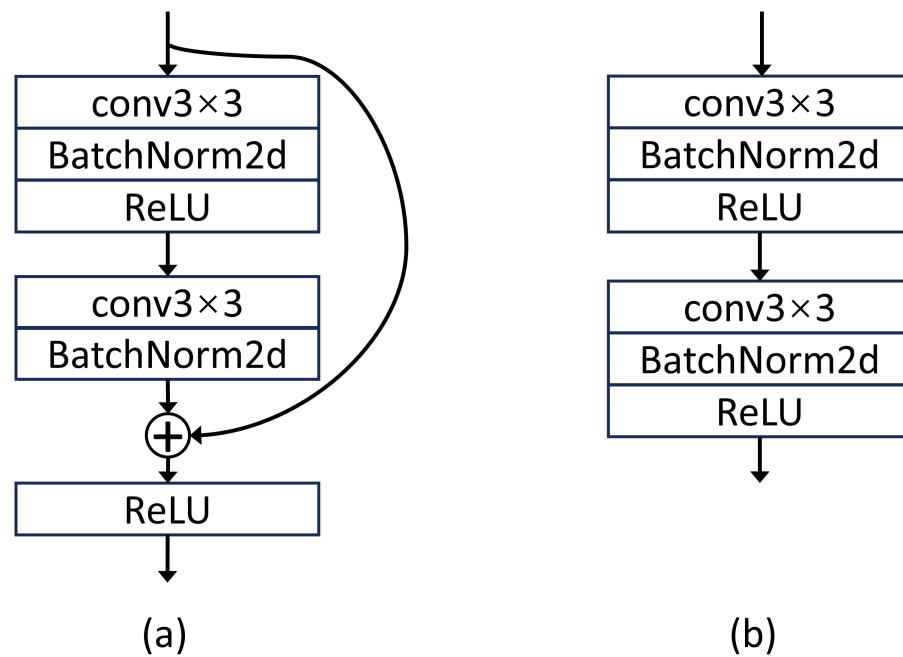 conv3×3
BatchNorm2d
ReLU
conv3×3
BatchNorm2d
+
ReLU
(a)
conv3×3
BatchNorm2d
ReLU
conv3×3
BatchNorm2d
ReLU
(b)